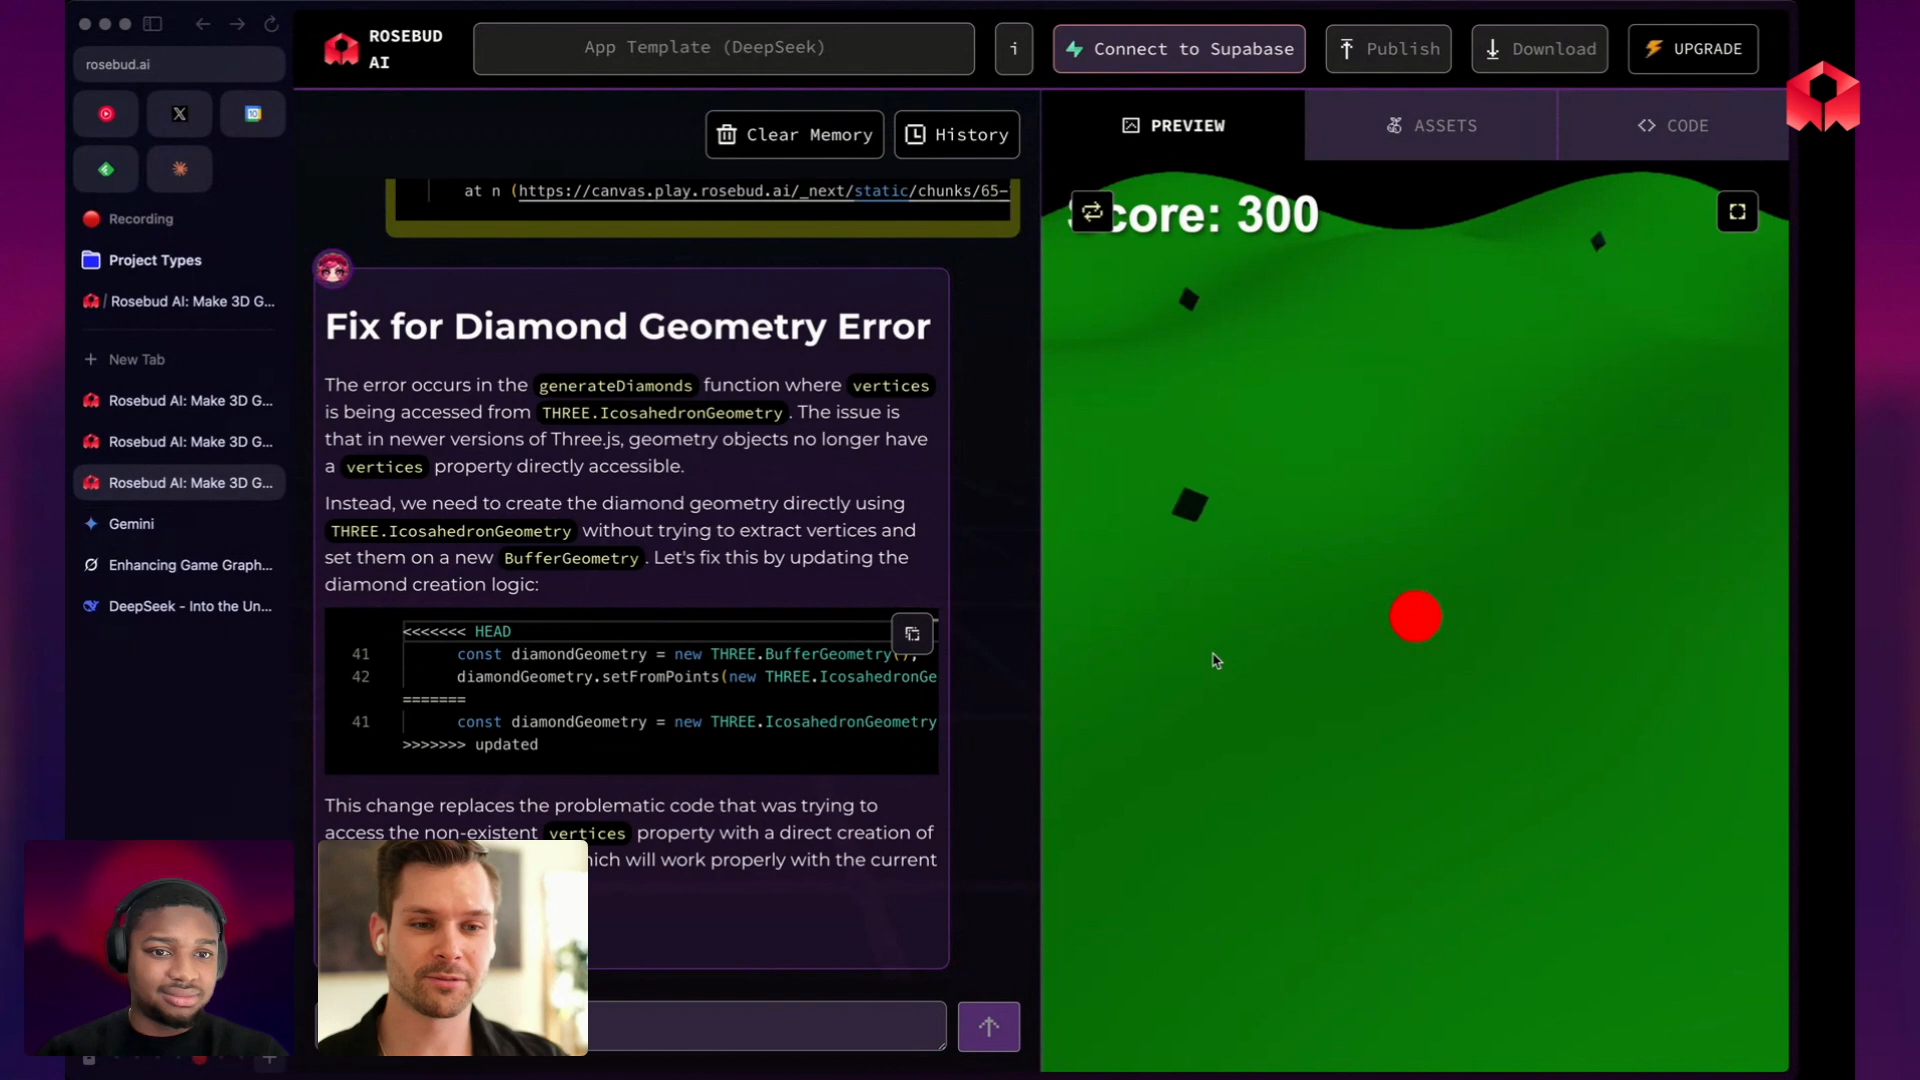 rosebud.ai
10
Recording
Project Types
/ Rosebud AI: Make 3D G...
New Tab
Rosebud AI: Make 3D G...
Rosebud AI: Make 3D G...
Rosebud AI: Make 3D G...
Gemini
Enhancing Game Graph...
DeepSeek - Into the Un...
ROSEBUD
AI
App Template (DeepSeek)
i
Connect to Supabase
Publish
Download
UPGRADE
Clear Memory
History
at n (https://canvas.play.rosebud.ai/_next/static/chunks/65-
Fix for Diamond Geometry Error
The error occurs in the generateDiamonds function where vertices
is being accessed from THREE.IcosahedronGeometry. The issue is
that in newer versions of Three.js, geometry objects no longer have
a vertices property directly accessible.
Instead, we need to create the diamond geometry directly using
THREE.IcosahedronGeometry without trying to extract vertices and
set them on a new BufferGeometry. Let's fix this by updating the
diamond creation logic:
<<<<<<< HEAD
41 const diamondGeometry = new THREE.BufferGeometry();
42 diamondGeometry.setFromPoints(new THREE.IcosahedronGe
=======
41 const diamondGeometry = new THREE.IcosahedronGeometry
>>>>>>> updated
This change replaces the problematic code that was trying to
access the non-existent vertices property with a direct creation of
hich will work properly with the current
PREVIEW
ASSETS
CODE
core: 300